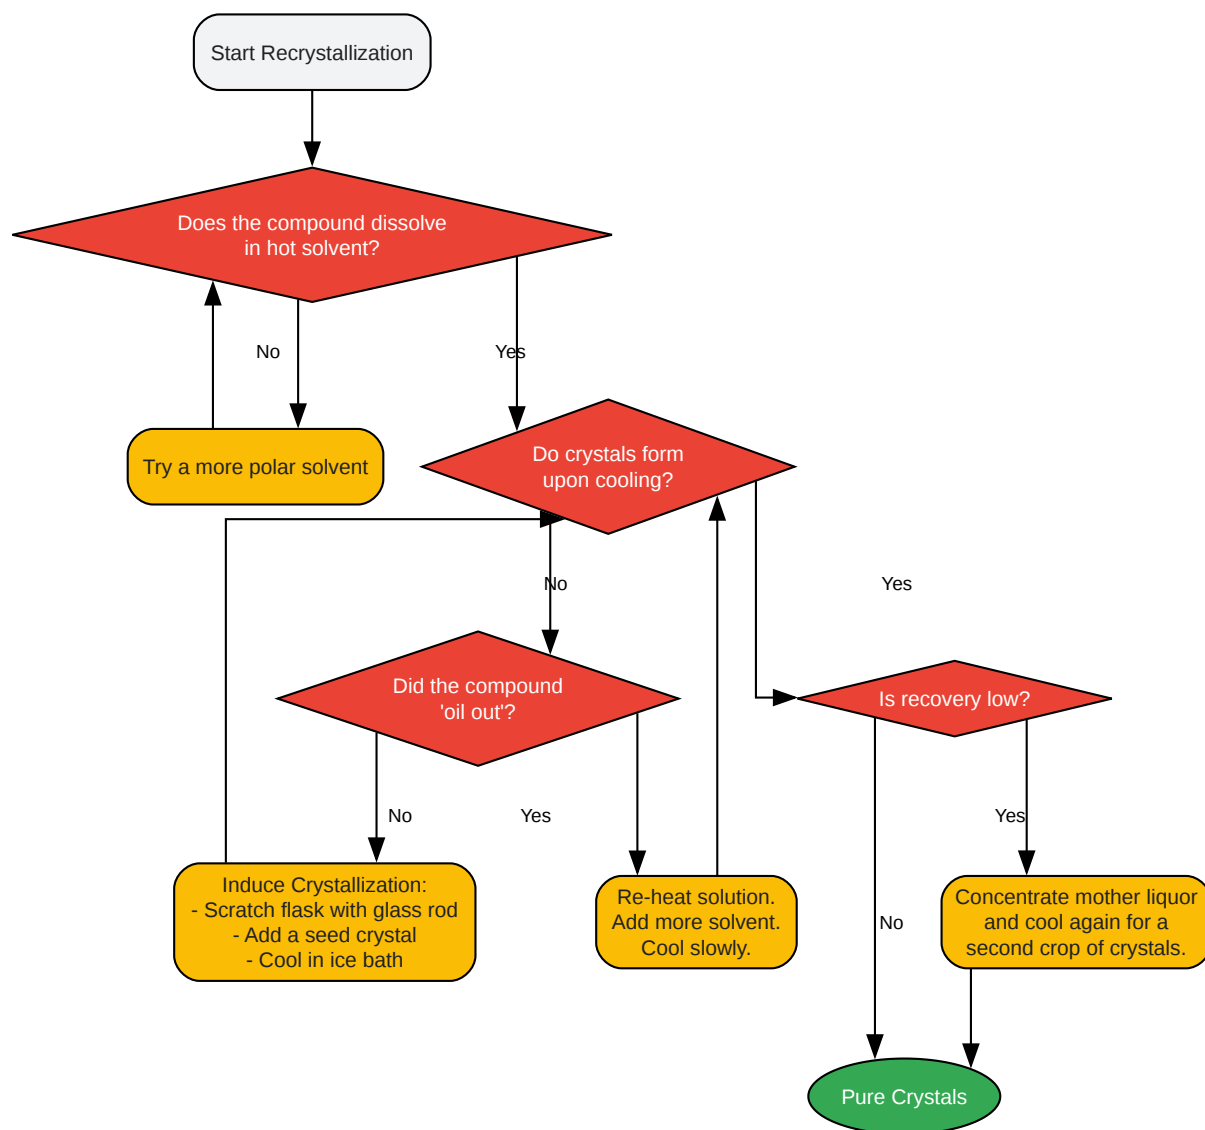 Start Recrystallization
Does the compound dissolve
in hot solvent?
No
Yes
Try a more polar solvent
Do crystals form
upon cooling?
No
Yes
Did the compound
'oil out'?
Is recovery low?
No
Yes
Yes
Induce Crystallization:
- Scratch flask with glass rod
- Add a seed crystal
- Cool in ice bath
Re-heat solution.
Add more solvent.
Cool slowly.
No
Concentrate mother liquor
and cool again for a
second crop of crystals.
Pure Crystals